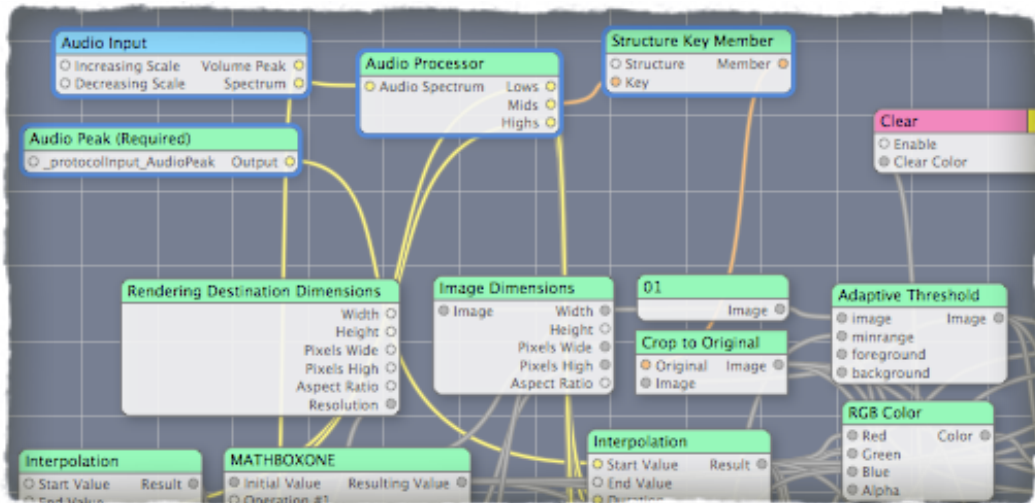 Audio Input
Increasing Scale Volume Peak
Decreasing Scale Spectrum
Audio Processor
Audio Spectrum Lows
Mids
Highs
Structure Key Member
Structure Member
Key
Audio Peak (Required)
_protocolInput_AudioPeak Output
Clear
Enable
Clear Color
Rendering Destination Dimensions
Width
Height
Pixels Wide
Pixels High
Aspect Ratio
Resolution
Image Dimensions
Image Width
Height
Pixels Wide
Pixels High
Aspect Ratio
01
Image
Crop to Original
Original Image
Image
Adaptive Threshold
image Image
minrange
foreground
background
RGB Color
Red Color
Green
Blue
Alpha
Interpolation
Start Value Result
End Value
MATHBOXONE
Initial Value Resulting Value
Operation #1
Interpolation
Start Value Result
End Value
Duration